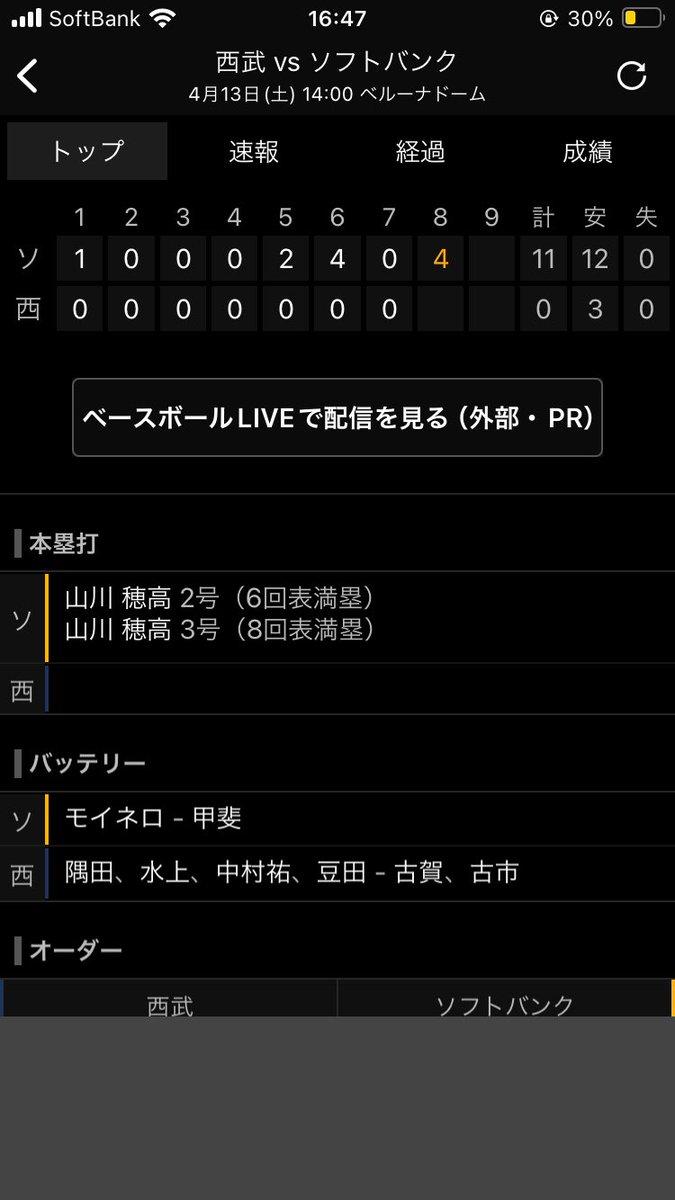 SoftBank 16:47 30%
西武 vs ソフトバンク
4月13日(土) 14:00 ベルーナドーム
トップ 速報 経過 成績
1 2 3 4 5 6 7 8 9 計 安 失
ソ 1 0 0 0 2 4 0 4 11 12 0
西 0 0 0 0 0 0 0 0 3 0
ベースボールLIVEで配信を見る（外部・PR）
本塁打
ソ
山川 穂高 2号（6回表満塁）
山川 穂高 3号（8回表満塁）
西
バッテリー
ソ モイネロ - 甲斐
西 隅田、水上、中村祐、豆田 - 古賀、古市
オーダー
西武 ソフトバンク